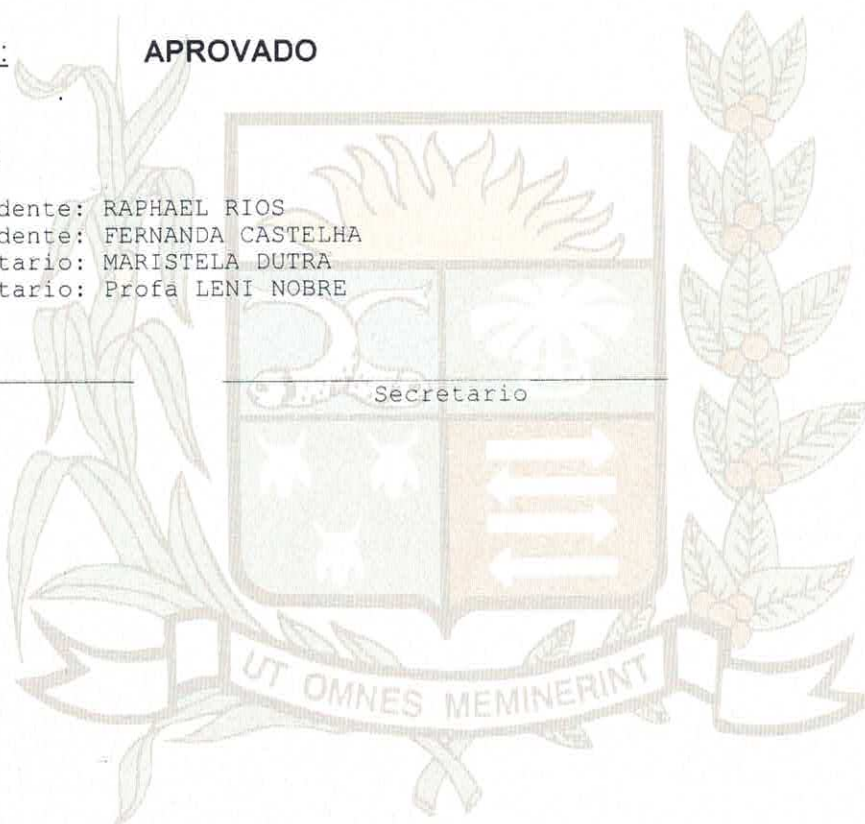 : APROVADO
dente: RAPHAEL RIOS
dente: FERNANDA CASTELHA
tario: MARISTELA DUTRA
tario: Profa LENI NOBRE
Secretario
UT OMNES MEMINERINT